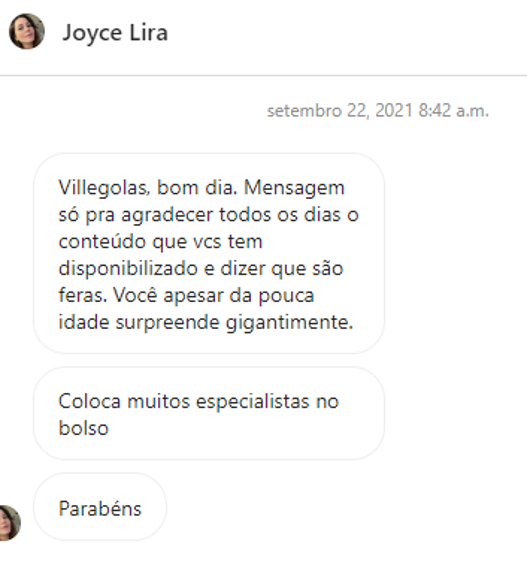 Joyce Lira
setembro 22, 2021 8:42 a.m.
Villegolas, bom dia. Mensagem
só pra agradecer todos os dias o
conteúdo que vcs tem
disponibilizado e dizer que são
feras. Você apesar da pouca
idade surpreende gigantimente.
Coloca muitos especialistas no
bolso
Parabéns